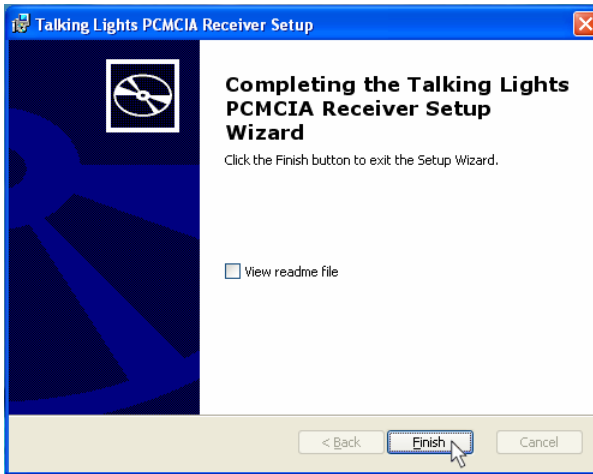 Talking Lights PCMCIA Receiver Setup
Completing the Talking Lights
PCMCIA Receiver Setup
Wizard
Click the Finish button to exit the Setup Wizard.
View readme file
< Back
Finish
Cancel